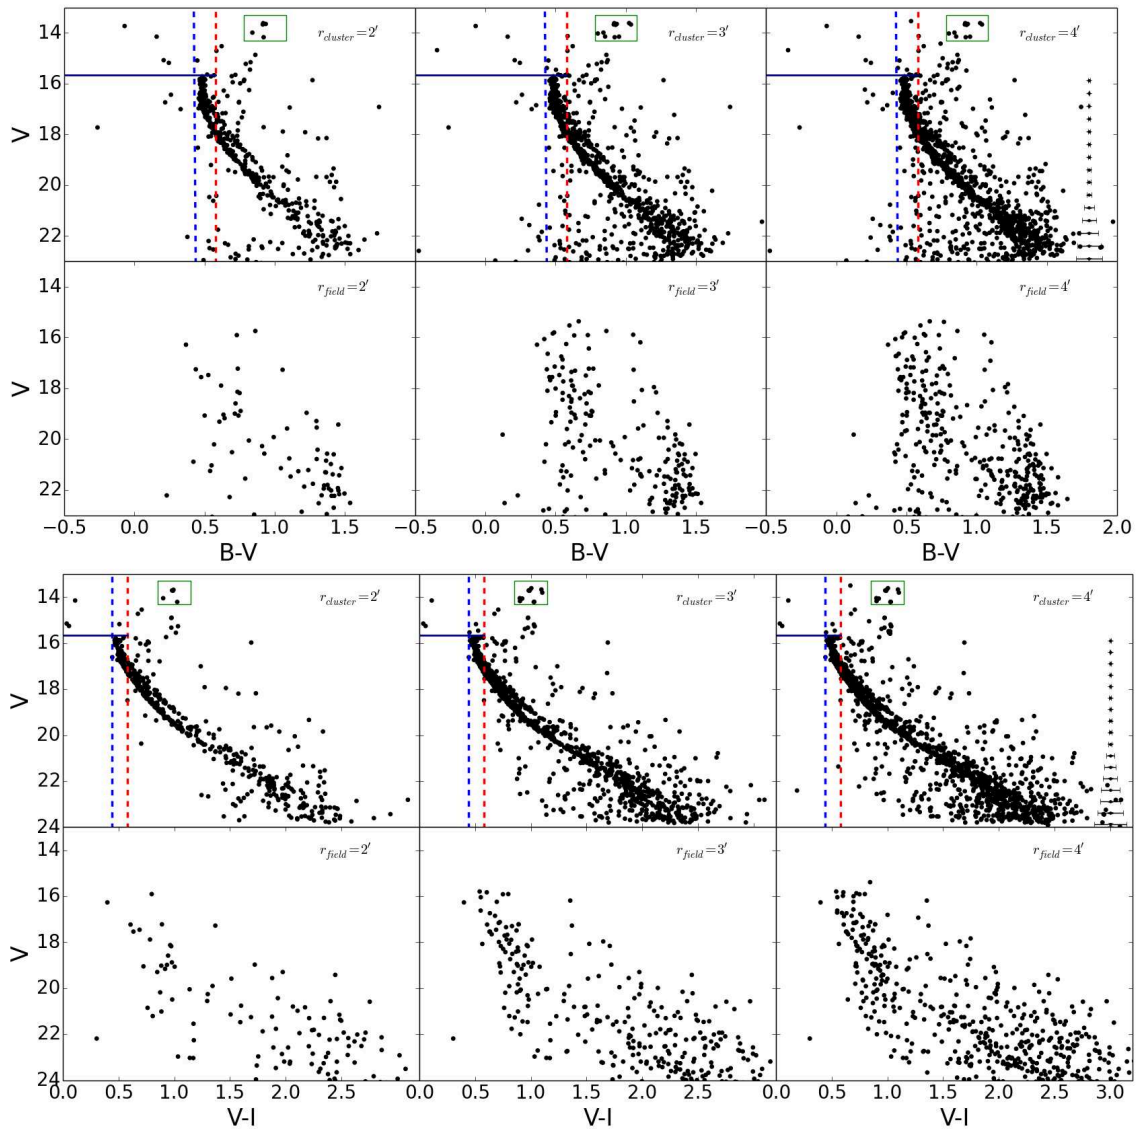 r_cluster=2′ r_cluster=3′ r_cluster=4′
14
16
V 18
20
22
r_field=2′ r_field=3′ r_field=4′
14
16
V 18
20
22
−0.5 0.0 0.5 1.0 1.5 −0.5 0.0 0.5 1.0 1.5 −0.5 0.0 0.5 1.0 1.5 2.0
B-V B-V B-V
r_cluster=2′ r_cluster=3′ r_cluster=4′
14
16
V 18
20
22
24
r_field=2′ r_field=3′ r_field=4′
14
16
V 18
20
22
24
0.0 0.5 1.0 1.5 2.0 2.5 0.0 0.5 1.0 1.5 2.0 2.5 0.0 0.5 1.0 1.5 2.0 2.5 3.0
V-I V-I V-I